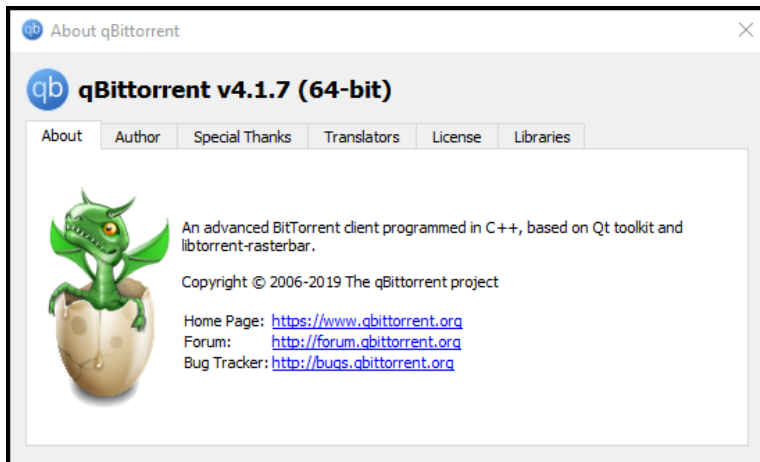 qb About qBittorrent
qb qBittorrent v4.1.7 (64-bit)
About Author Special Thanks Translators License Libraries
An advanced BitTorrent client programmed in C++, based on Qt toolkit and
libtorrent-rasterbar.
Copyright © 2006-2019 The qBittorrent project
Home Page: https://www.qbittorrent.org
Forum: http://forum.qbittorrent.org
Bug Tracker: http://bugs.qbittorrent.org